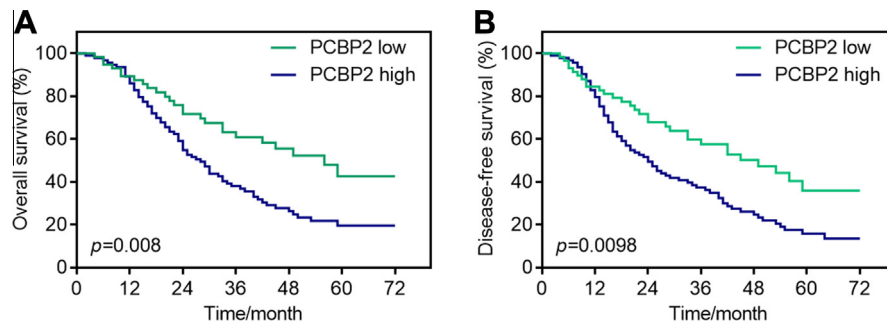 A
Overall survival (%)
100
80
60
40
20
0
PCBP2 low
PCBP2 high
p=0.008
0 12 24 36 48 60 72
Time/month
B
Disease-free survival (%)
100
80
60
40
20
0
PCBP2 low
PCBP2 high
p=0.0098
0 12 24 36 48 60 72
Time/month